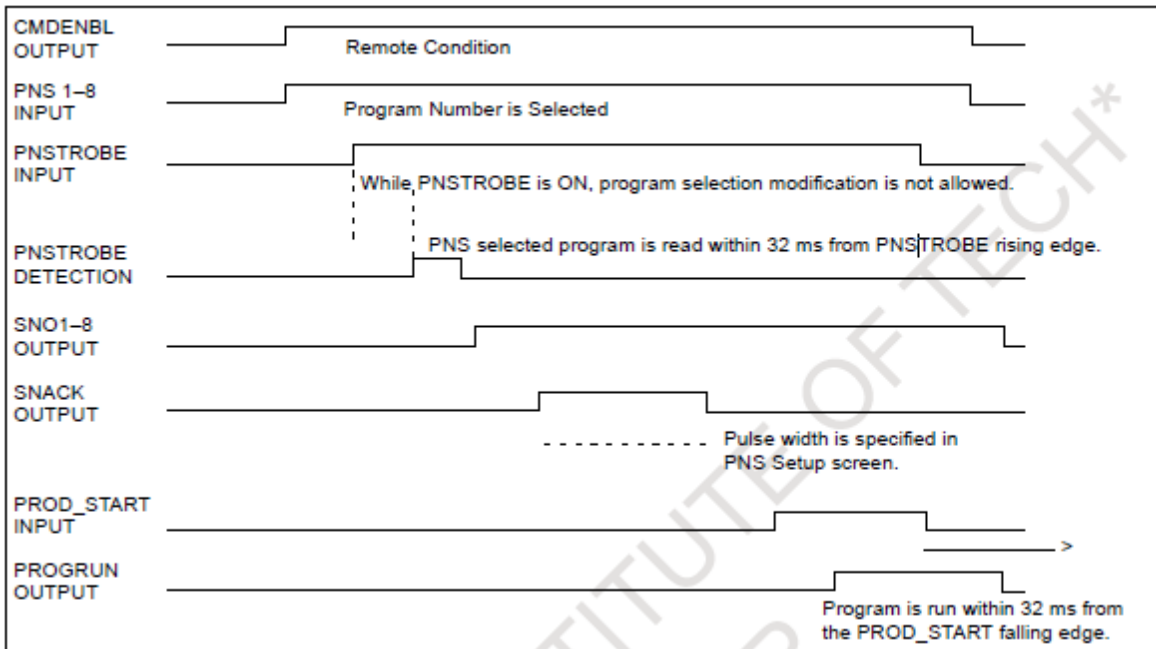 CMDENBL
OUTPUT
Remote Condition
PNS 1–8
INPUT
Program Number is Selected
PNSTROBE
INPUT
While PNSTROBE is ON, program selection modification is not allowed.
PNSTROBE
DETECTION
PNS selected program is read within 32 ms from PNSTROBE rising edge.
SNO1–8
OUTPUT
SNACK
OUTPUT
Pulse width is specified in
PNS Setup screen.
PROD_START
INPUT
>
PROGRUN
OUTPUT
Program is run within 32 ms from
the PROD_START falling edge.
TITUTE OF TECH*